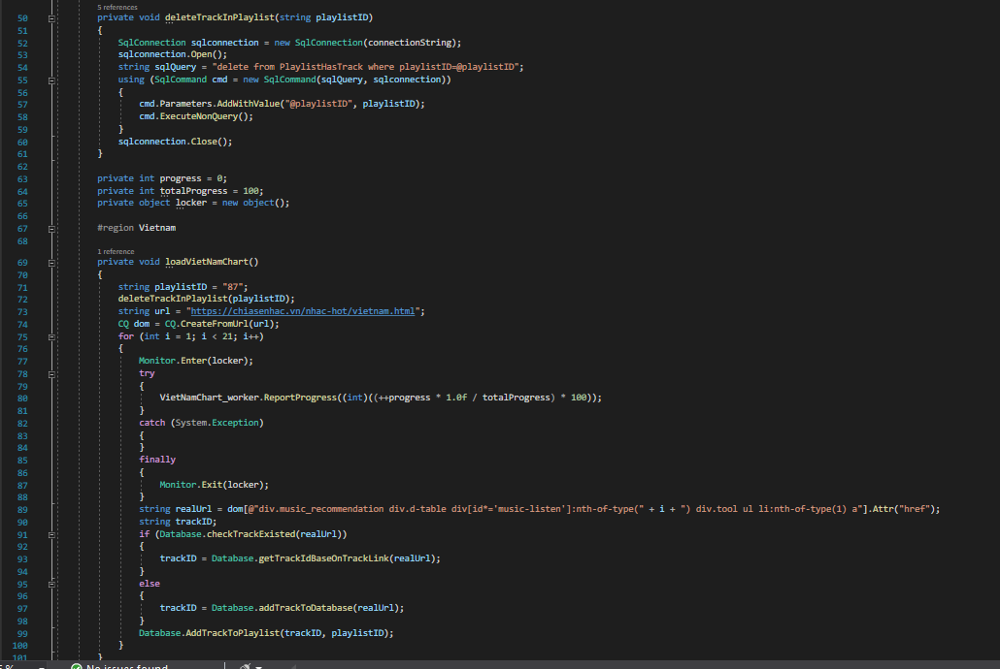 5 references
50 private void deleteTrackInPlaylist(string playlistID)
51 {
52 SqlConnection sqlconnection = new SqlConnection(connectionString);
53 sqlconnection.Open();
54 string sqlQuery = "delete from PlaylistHasTrack where playlistID=@playlistID";
55 using (SqlCommand cmd = new SqlCommand(sqlQuery, sqlconnection))
56 {
57 cmd.Parameters.AddWithValue("@playlistID", playlistID);
58 cmd.ExecuteNonQuery();
59 }
60 sqlconnection.Close();
61 }
62
63 private int progress = 0;
64 private int totalProgress = 100;
65 private object locker = new object();
66
67 #region Vietnam
68
1 reference
69 private void loadVietNamChart()
70 {
71 string playlistID = "87";
72 deleteTrackInPlaylist(playlistID);
73 string url = "https://chiasenhac.vn/nhac-hot/vietnam.html";
74 CQ dom = CQ.CreateFromUrl(url);
75 for (int i = 1; i < 21; i++)
76 {
77 Monitor.Enter(locker);
78 try
79 {
80 VietNamChart_worker.ReportProgress((int)((++progress * 1.0f / totalProgress) * 100));
81 }
82 catch (System.Exception)
83 {
84 }
85 finally
86 {
87 Monitor.Exit(locker);
88 }
89 string realUrl = dom[@"div.music_recommendation div.d-table div[id*='music-listen']:nth-of-type(" + i + ") div.tool ul li:nth-of-type(1) a"].Attr("href");
90 string trackID;
91 if (Database.checkTrackExisted(realUrl))
92 {
93 trackID = Database.getTrackIdBaseOnTrackLink(realUrl);
94 }
95 else
96 {
97 trackID = Database.addTrackToDatabase(realUrl);
98 }
99 Database.AddTrackToPlaylist(trackID, playlistID);
100 }
101 }
No issues found